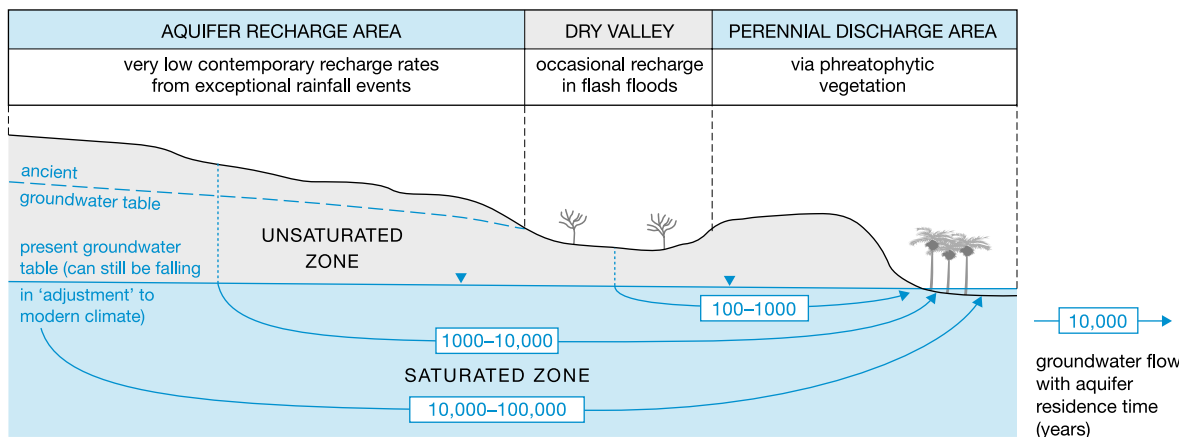 AQUIFER RECHARGE AREA
DRY VALLEY
PERENNIAL DISCHARGE AREA
very low contemporary recharge rates
from exceptional rainfall events
occasional recharge
in flash floods
via phreatophytic
vegetation
ancient
groundwater table
UNSATURATED
ZONE
present groundwater
table (can still be falling
in ‘adjustment’ to
modern climate)
100–1000
1000–10,000
SATURATED ZONE
10,000–100,000
10,000
groundwater flow
with aquifer
residence time
(years)